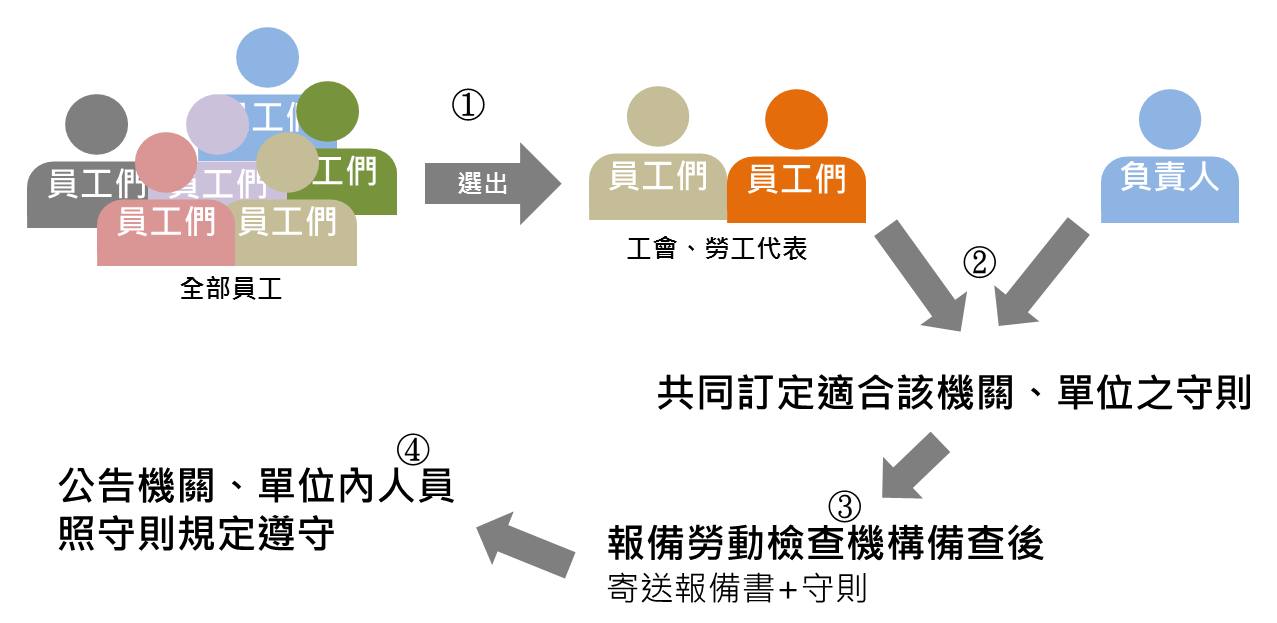 員工們
員工們
員工們
工們
員工們
員工們
全部員工
①
選出
員工們
員工們
工會、勞工代表
負責人
②
共同訂定適合該機關、單位之守則
③
報備勞動檢查機構備查後
寄送報備書+守則
④
公告機關、單位內人員
照守則規定遵守